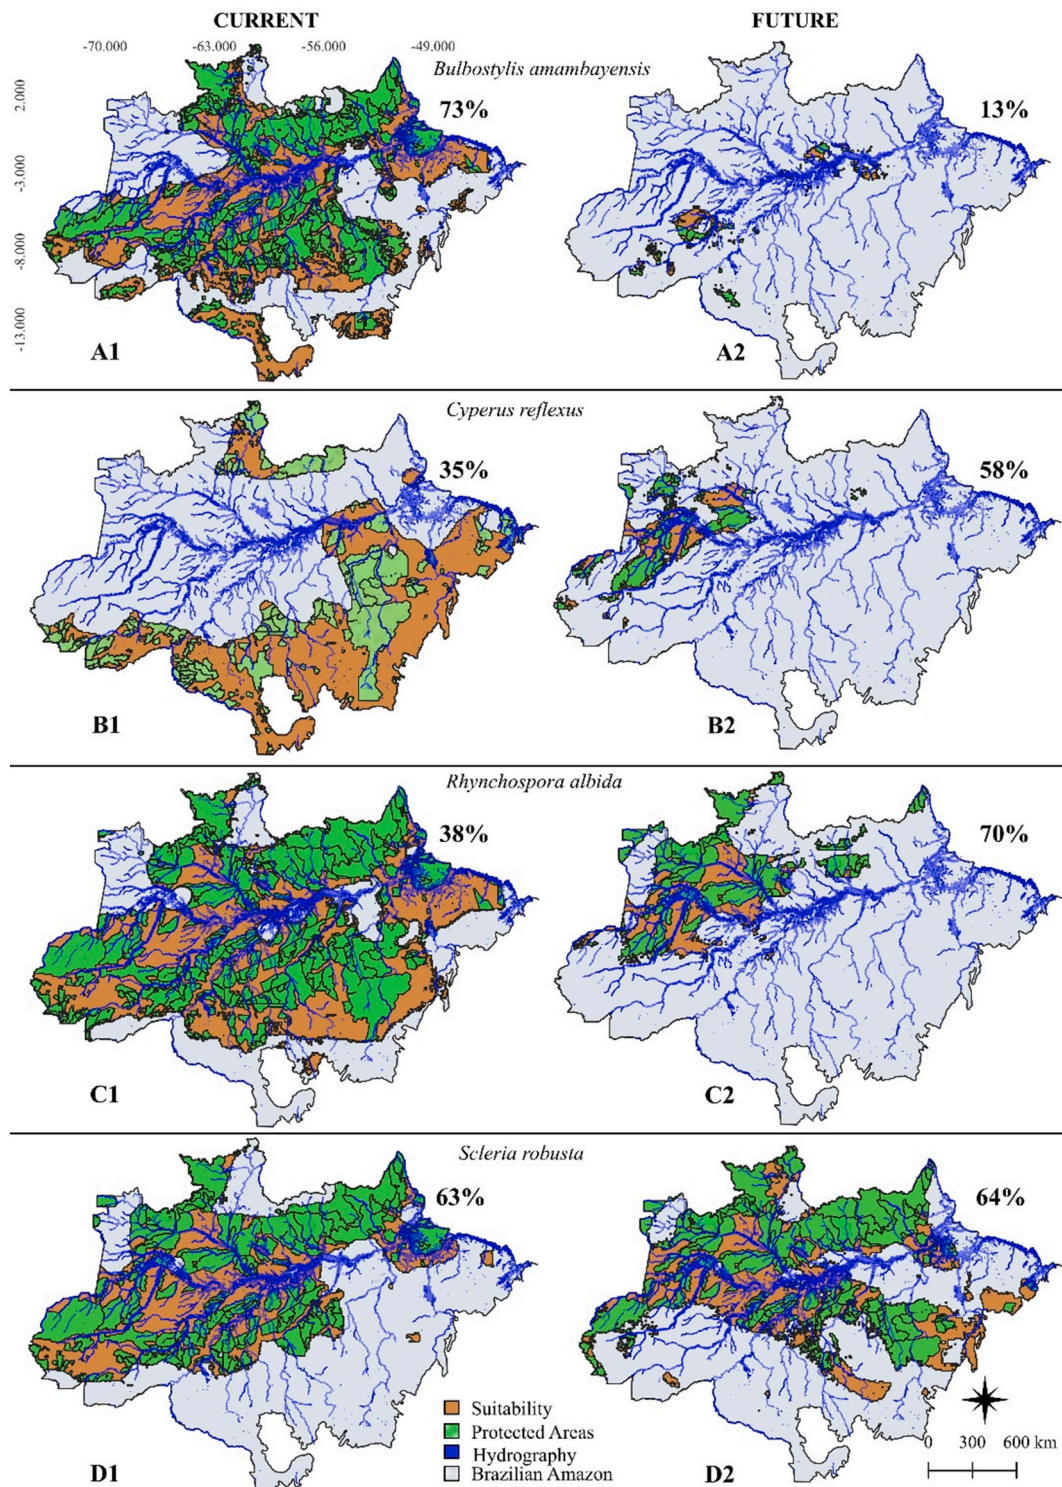 CURRENT FUTURE
-70.000 -63.000 -56.000 -49.000
Bulbostylis amambayensis
2.000
73% 13%
-3.000
-8.000
-13.000
A1 A2
Cyperus reflexus
35% 58%
B1 B2
Rhynchospora albida
38% 70%
C1 C2
Scleria robusta
63% 64%
Suitability
Protected Areas
Hydrography
Brazilian Amazon
0 300 600 km
D1 D2